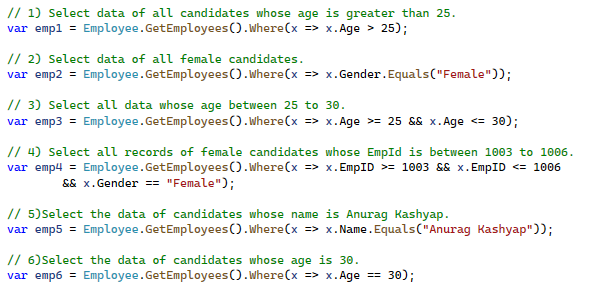 // 1) Select data of all candidates whose age is greater than 25.
var emp1 = Employee.GetEmployees().Where(x => x.Age > 25);
// 2) Select data of all female candidates.
var emp2 = Employee.GetEmployees().Where(x => x.Gender.Equals("Female"));
// 3) Select all data whose age between 25 to 30.
var emp3 = Employee.GetEmployees().Where(x => x.Age >= 25 && x.Age <= 30);
// 4) Select all records of female candidates whose EmpId is between 1003 to 1006.
var emp4 = Employee.GetEmployees().Where(x => x.EmpID >= 1003 && x.EmpID <= 1006
&& x.Gender == "Female");
// 5)Select the data of candidates whose name is Anurag Kashyap.
var emp5 = Employee.GetEmployees().Where(x => x.Name.Equals("Anurag Kashyap"));
// 6)Select the data of candidates whose age is 30.
var emp6 = Employee.GetEmployees().Where(x => x.Age == 30);